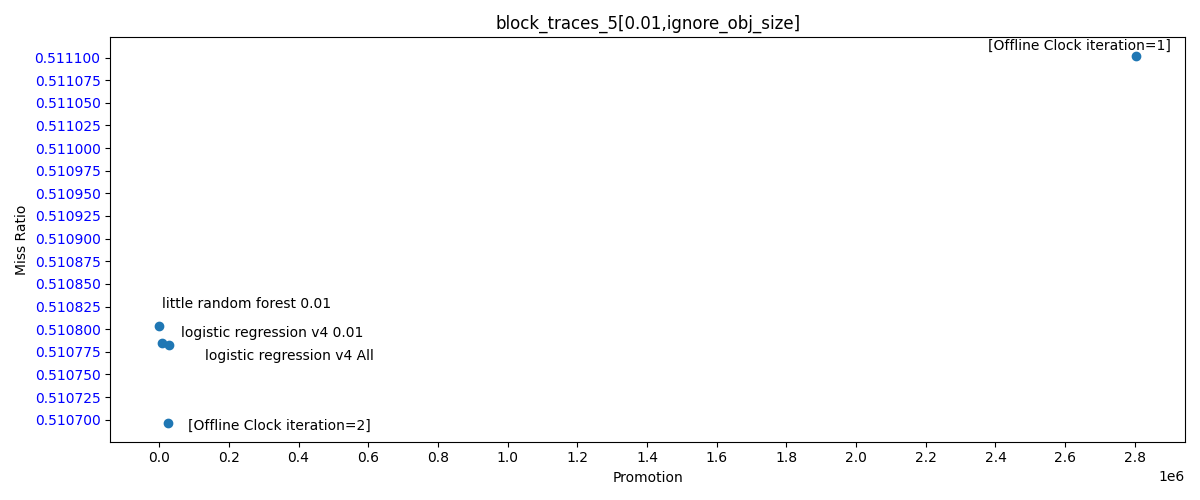 block_traces_5[0.01,ignore_obj_size]
[Offline Clock iteration=1]
0.511100
0.511075
0.511050
0.511025
0.511000
0.510975
0.510950
0.510925
0.510900
0.510875
0.510850
0.510825
0.510800
0.510775
0.510750
0.510725
0.510700
Miss Ratio
little random forest 0.01
logistic regression v4 0.01
logistic regression v4 All
[Offline Clock iteration=2]
0.0 0.2 0.4 0.6 0.8 1.0 1.2 1.4 1.6 1.8 2.0 2.2 2.4 2.6 2.8
Promotion
1e6